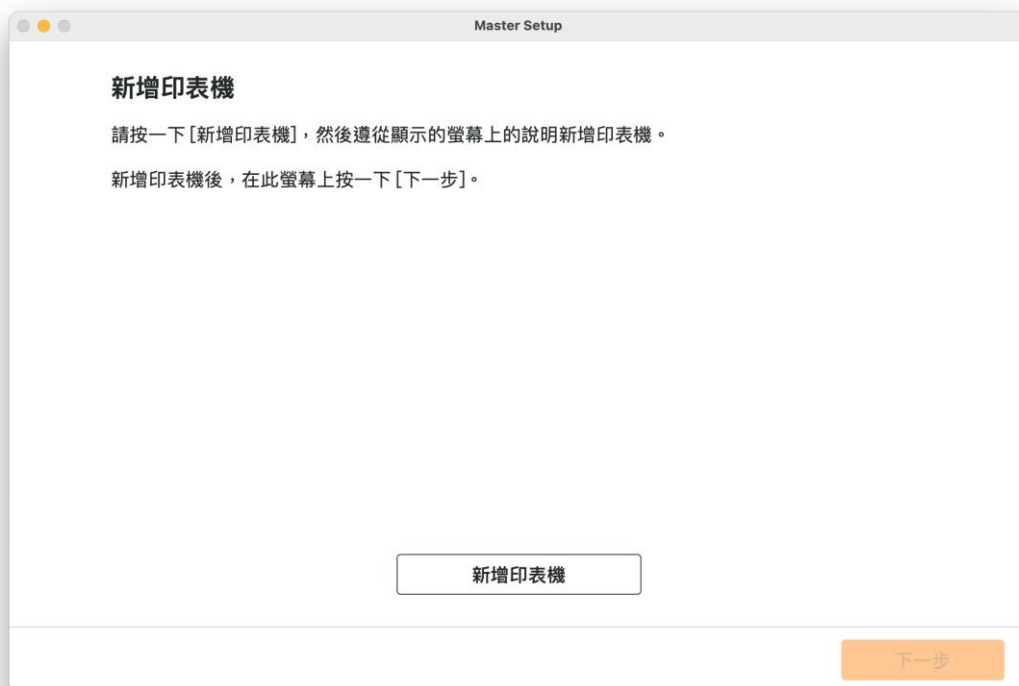 Master Setup
新增印表機
請按一下[新增印表機],然後遵從顯示的螢幕上的說明新增印表機。
新增印表機後,在此螢幕上按一下[下一步]。
新增印表機
下一步